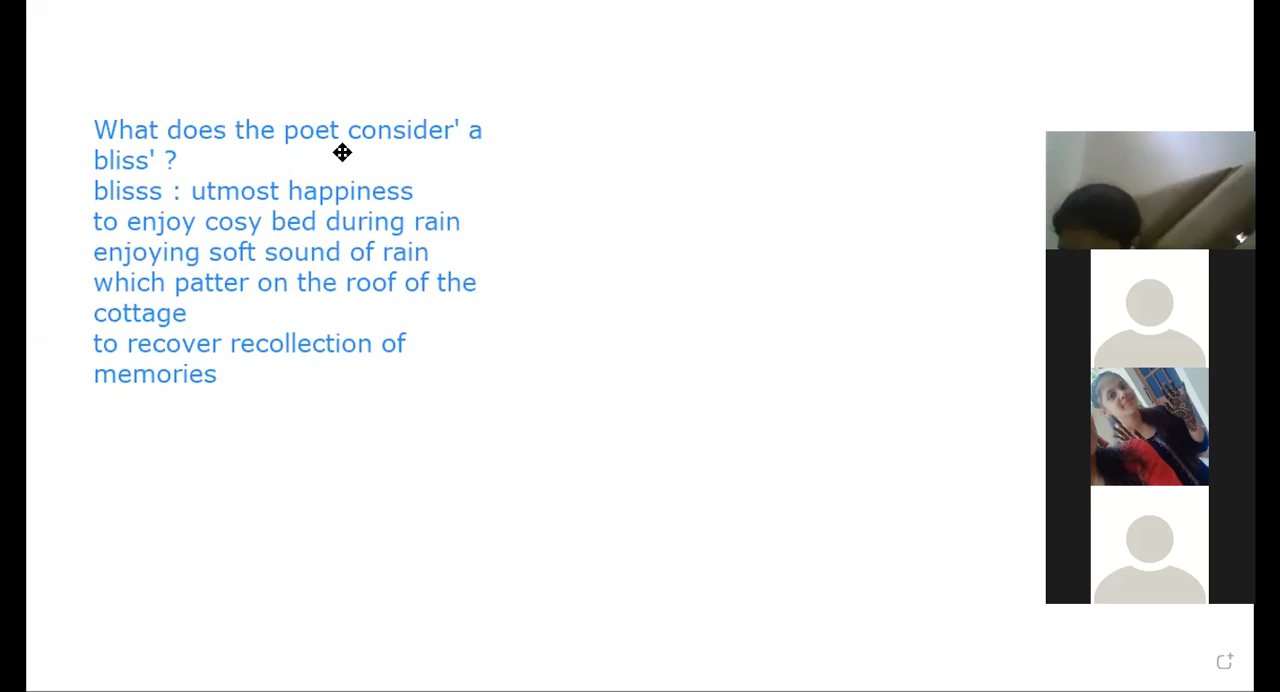 What does the poet consider' a
bliss' ?
blisss : utmost happiness
to enjoy cosy bed during rain
enjoying soft sound of rain
which patter on the roof of the
cottage
to recover recollection of
memories